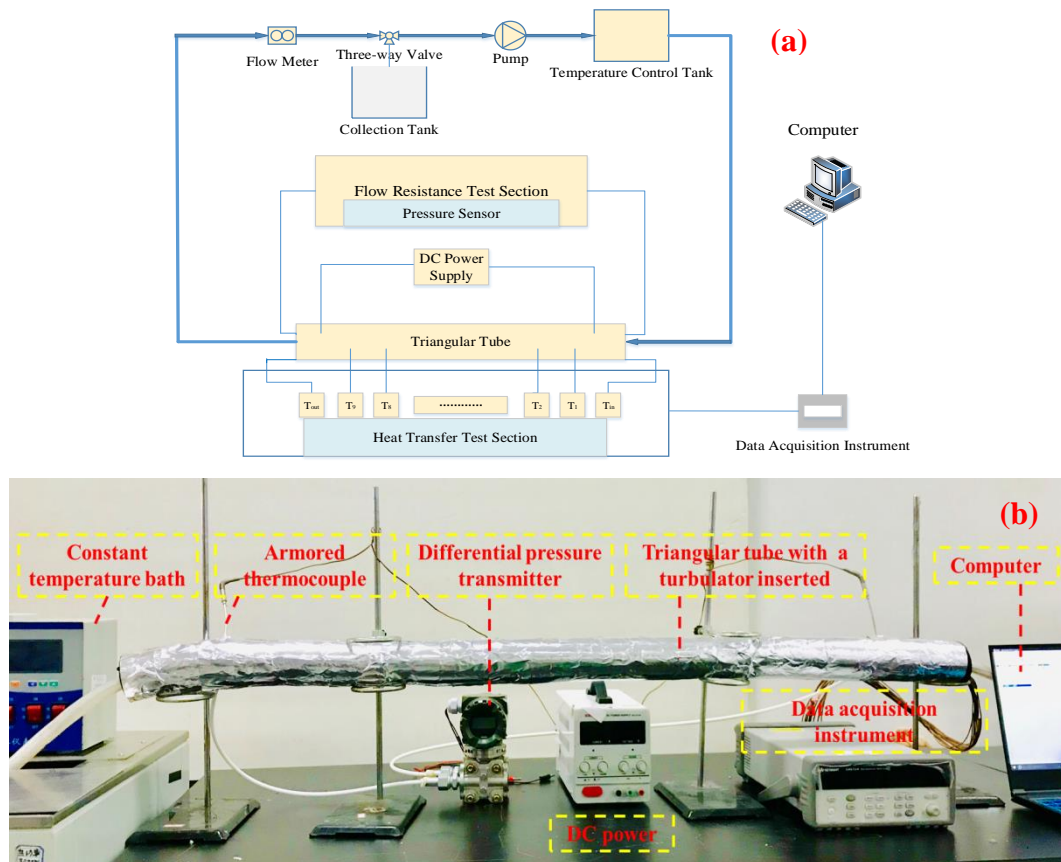 (a)
Flow Meter
Three-way Valve
Pump
Temperature Control Tank
Collection Tank
Computer
Flow Resistance Test Section
Pressure Sensor
DC Power
Supply
Triangular Tube
Tout T9 T8 ............ T2 T1 Tin
Heat Transfer Test Section
Data Acquisition Instrument
(b)
Constant
temperature bath
Armored
thermocouple
Differential pressure
transmitter
Triangular tube with a
turbulator inserted
Computer
Data acquisition
instrument
DC power